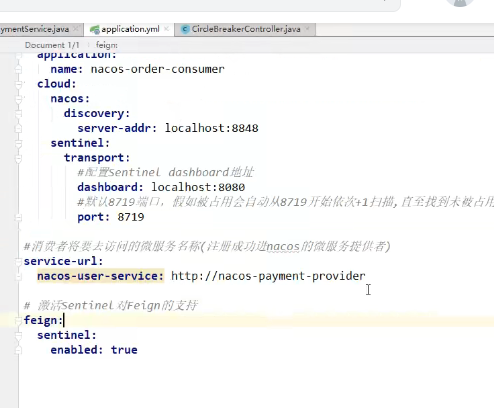 ymentService.java
application.yml
CircleBreakerController.java
Document 1/1
feign:
application:
name: nacos-order-consumer
cloud:
nacos:
discovery:
server-addr: localhost:8848
sentinel:
transport:
#配置Sentinel dashboard地址
dashboard: localhost:8080
#默认8719端口，假如被占用会自动从8719开始依次+1扫描,直至找到未被占用
port: 8719
#消费者将要去访问的微服务名称(注册成功进nacos的微服务提供者)
service-url:
nacos-user-service: http://nacos-payment-provider
# 激活Sentinel对Feign的支持
feign:
sentinel:
enabled: true